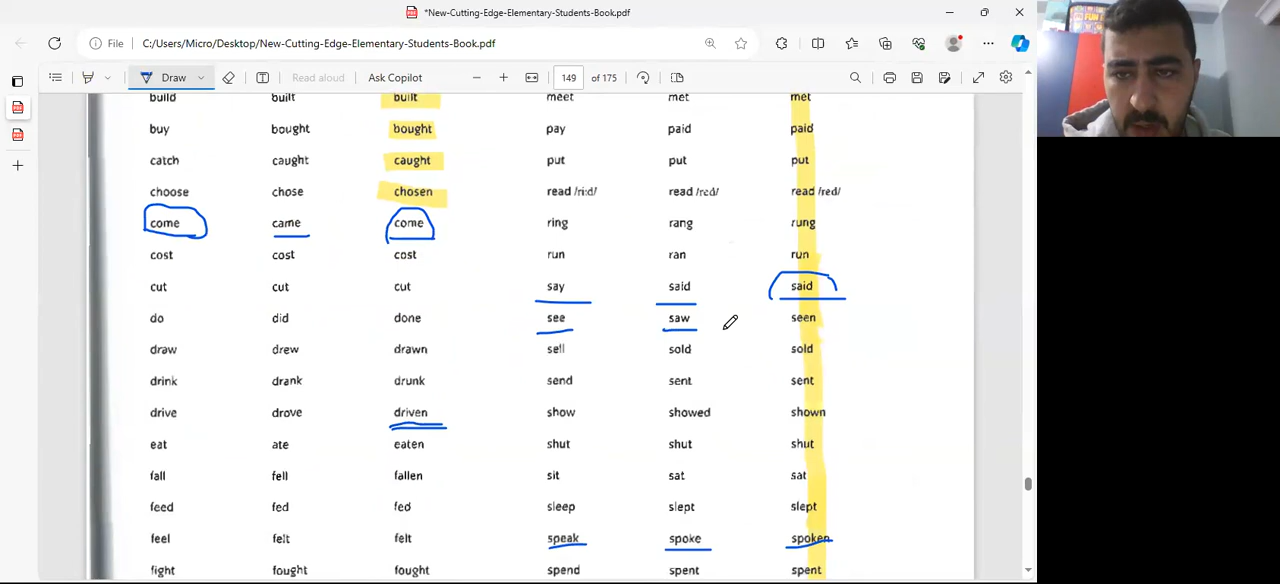 *New-Cutting-Edge-Elementary-Students-Book.pdf
File C:/Users/Micro/Desktop/New-Cutting-Edge-Elementary-Students-Book.pdf
Draw Read aloud Ask Copilot 149 of 175
build built built meet met met
buy bought bought pay paid paid
catch caught caught put put put
choose chose chosen read /riːd/ read /red/ read /red/
come came come ring rang rung
cost cost cost run ran run
cut cut cut say said said
do did done see saw seen
draw drew drawn sell sold sold
drink drank drunk send sent sent
drive drove driven show showed shown
eat ate eaten shut shut shut
fall fell fallen sit sat sat
feed fed fed sleep slept slept
feel felt felt speak spoke spoken
fight fought fought spend spent spent